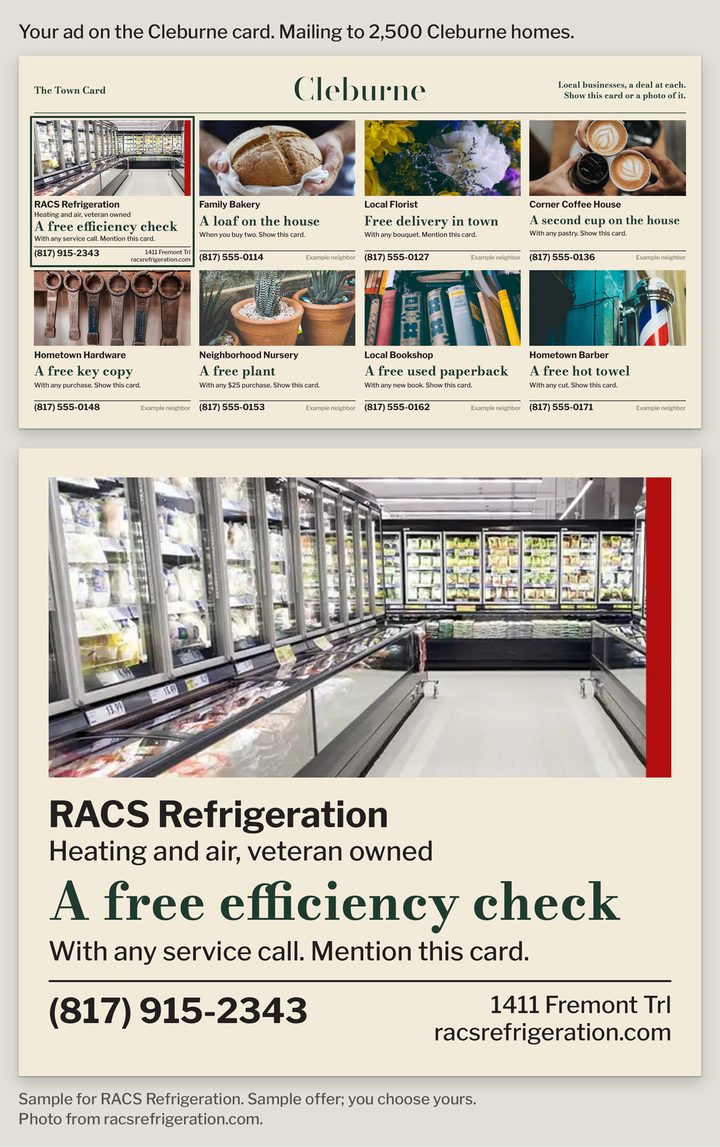 Your ad on the Cleburne card. Mailing to 2,500 Cleburne homes.
The Town Card
Cleburne
Local businesses, a deal at each.
Show this card or a photo of it.
RACS Refrigeration
Heating and air, veteran owned
A free efficiency check
With any service call. Mention this card.
(817) 915-2343
1411 Fremont Trl
racsrefrigeration.com
Family Bakery
A loaf on the house
When you buy two. Show this card.
(817) 555-0114
Example neighbor
Local Florist
Free delivery in town
With any bouquet. Mention this card.
(817) 555-0127
Example neighbor
Corner Coffee House
A second cup on the house
With any pastry. Show this card.
(817) 555-0136
Example neighbor
Hometown Hardware
A free key copy
With any purchase. Show this card.
(817) 555-0148
Example neighbor
Neighborhood Nursery
A free plant
With any $25 purchase. Show this card.
(817) 555-0153
Example neighbor
Local Bookshop
A free used paperback
With any new book. Show this card.
(817) 555-0162
Example neighbor
Hometown Barber
A free hot towel
With any cut. Show this card.
(817) 555-0171
Example neighbor
13.99
13.49
RACS Refrigeration
Heating and air, veteran owned
A free efficiency check
With any service call. Mention this card.
(817) 915-2343
1411 Fremont Trl
racsrefrigeration.com
Sample for RACS Refrigeration. Sample offer; you choose yours.
Photo from racsrefrigeration.com.